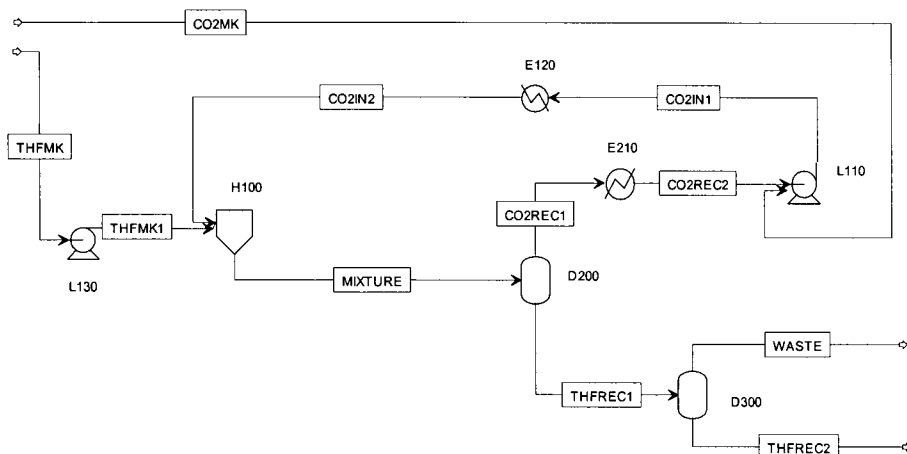 CO2MK
E120
CO2IN2
CO2IN1
THFMK
E210
H100
L110
CO2REC2
CO2REC1
THFMK1
MIXTURE
D200
L130
WASTE
THFREC1
D300
THFREC2